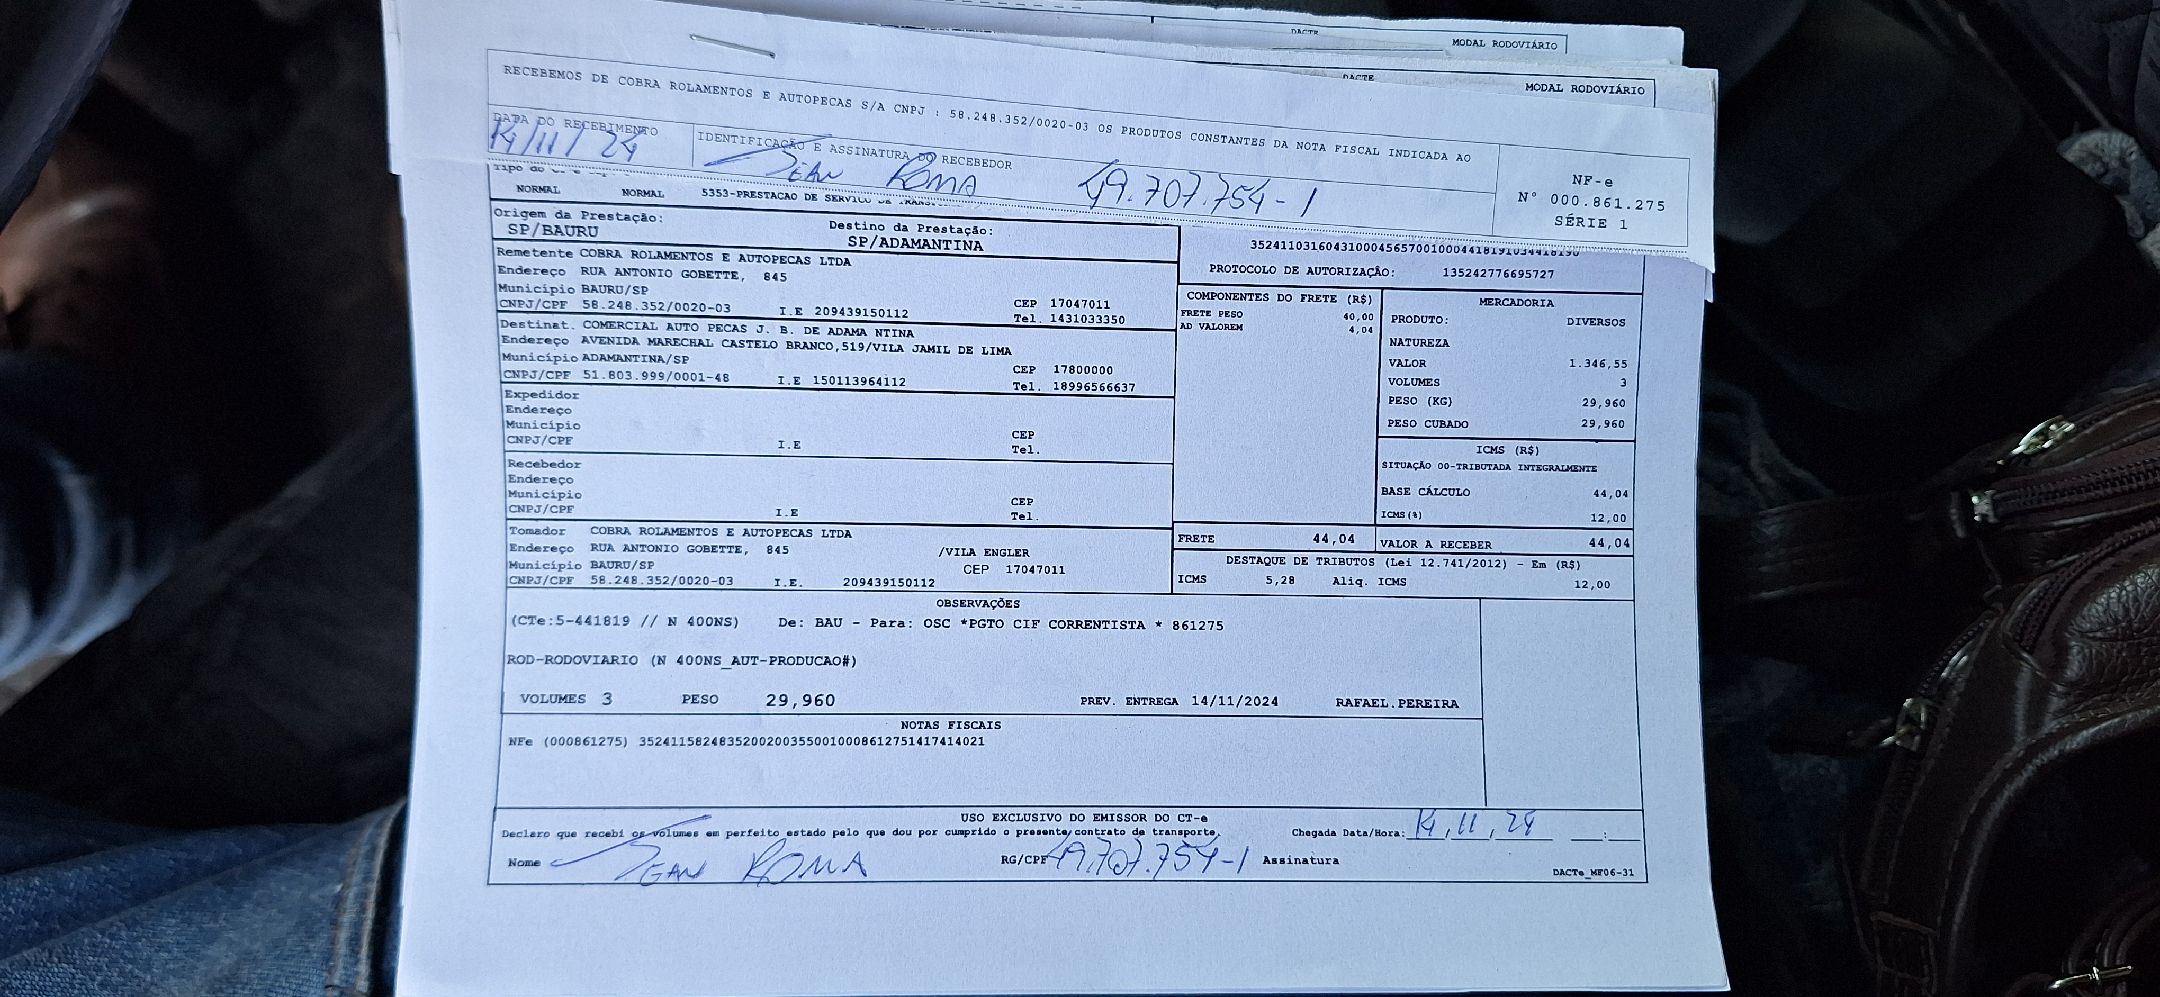 DACTE
MODAL RODOVIÁRIO
DACTE
MODAL RODOVIÁRIO
RECEBEMOS DE COBRA ROLAMENTOS E AUTOPECAS S/A CNPJ : 58.248.352/0020-03 OS PRODUTOS CONSTANTES DA NOTA FISCAL INDICADA AO
DATA DO RECEBIMENTO
14/11/24
IDENTIFICAÇÃO E ASSINATURA DO RECEBEDOR
JEAN ROMA 49.707.754-1
NF-e
N° 000.861.275
SÉRIE 1
Tipo do
NORMAL NORMAL 5353-PRESTACAO DE SERVICO DE
Origem da Prestação:
SP/BAURU
Destino da Prestação:
SP/ADAMANTINA
PROTOCOLO DE AUTORIZAÇÃO: 135242776695727
Remetente COBRA ROLAMENTOS E AUTOPECAS LTDA
Endereço RUA ANTONIO GOBETTE, 845
Município BAURU/SP
CEP 17047011
CNPJ/CPF 58.248.352/0020-03 I.E 209439150112 Tel. 1431033350
Destinat. COMERCIAL AUTO PECAS J. B. DE ADAMA NTINA
Endereço AVENIDA MARECHAL CASTELO BRANCO,519/VILA JAMIL DE LIMA
Município ADAMANTINA/SP CEP 17800000
CNPJ/CPF 51.803.999/0001-48 I.E 150113964112 Tel. 18996566637
Expedidor
Endereço
Município CEP
CNPJ/CPF I.E Tel.
Recebedor
Endereço
Município CEP
CNPJ/CPF I.E Tel.
Tomador COBRA ROLAMENTOS E AUTOPECAS LTDA
Endereço RUA ANTONIO GOBETTE, 845 /VILA ENGLER
Município BAURU/SP CEP 17047011
CNPJ/CPF 58.248.352/0020-03 I.E. 209439150112
COMPONENTES DO FRETE (R$)
FRETE PESO 40,00
AD VALOREM 4,04
MERCADORIA
PRODUTO: DIVERSOS
NATUREZA
VALOR 1.346,55
VOLUMES 3
PESO (KG) 29,960
PESO CUBADO 29,960
ICMS (R$)
SITUAÇÃO 00-TRIBUTADA INTEGRALMENTE
BASE CÁLCULO 44,04
ICMS(%) 12,00
FRETE 44,04
VALOR A RECEBER 44,04
DESTAQUE DE TRIBUTOS (Lei 12.741/2012) - Em (R$)
ICMS 5,28 Aliq. ICMS 12,00
OBSERVAÇÕES
(CTe:5-441819 // N 400NS) De: BAU - Para: OSC *PGTO CIF CORRENTISTA * 861275
ROD-RODOVIARIO (N 400NS_AUT-PRODUCAO#)
VOLUMES 3 PESO 29,960 PREV. ENTREGA 14/11/2024 RAFAEL.PEREIRA
NOTAS FISCAIS
NFe (000861275) 35241158248352002003550010008612751417414021
USO EXCLUSIVO DO EMISSOR DO CT-e
Declaro que recebi os volumes em perfeito estado pelo que dou por cumprido o presente contrato de transporte. Chegada Data/Hora: 14,11,24 :
Nome JEAN ROMA RG/CPF 49.707.754-1 Assinatura
DACTe_MF06-31